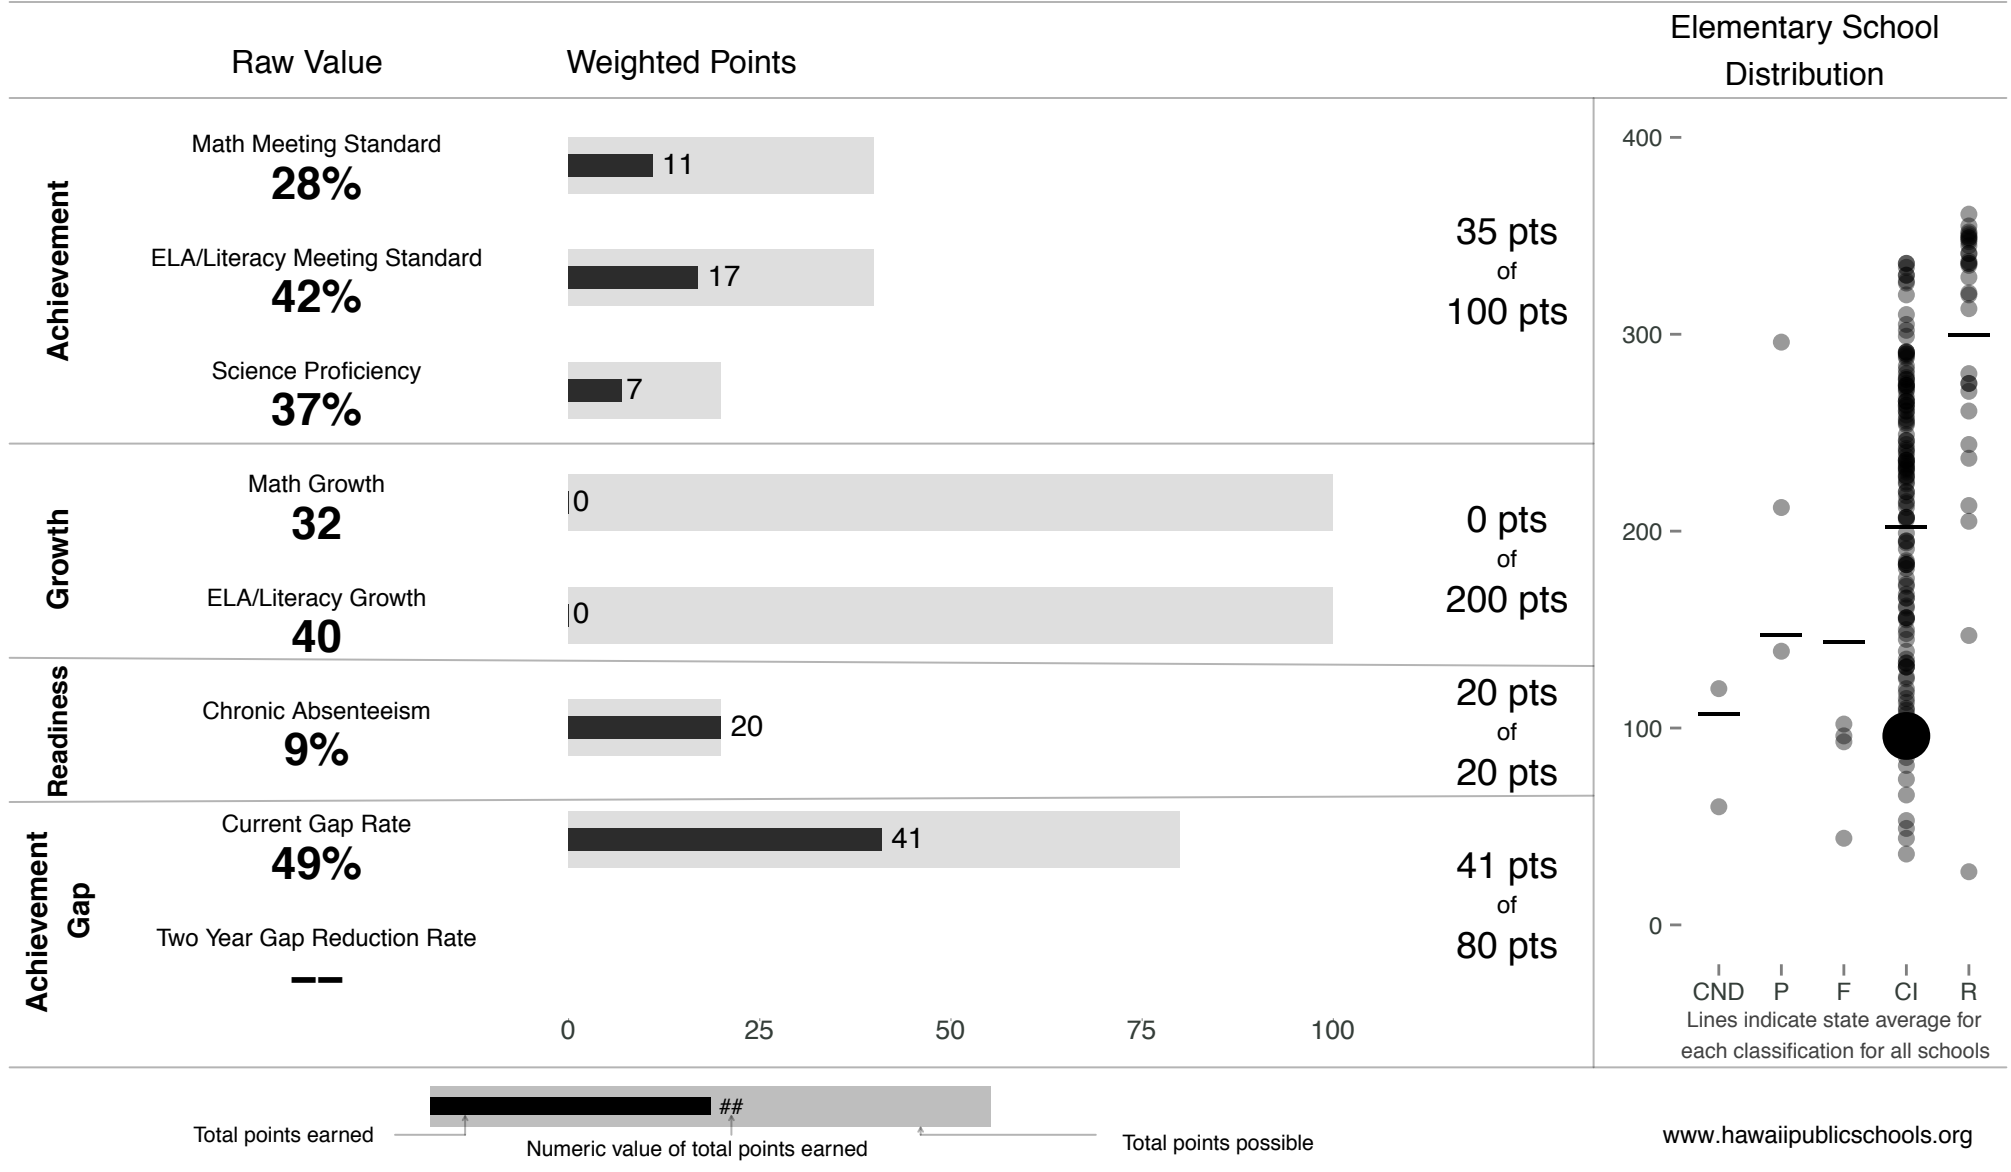 Raw Value
Weighted Points
Elementary School
Distribution
Achievement
Math Meeting Standard
28%
11
ELA/Literacy Meeting Standard
42%
17
Science Proficiency
37%
7
35 pts
of
100 pts
Growth
Math Growth
32
0
ELA/Literacy Growth
40
0
0 pts
of
200 pts
Readiness
Chronic Absenteeism
9%
20
20 pts
of
20 pts
Achievement
Gap
Current Gap Rate
49%
41
Two Year Gap Reduction Rate
––
41 pts
of
80 pts
0 25 50 75 100
400
300
200
100
0
CND P F CI R
Lines indicate state average for
each classification for all schools
##
Total points earned
Numeric value of total points earned
Total points possible
www.hawaiipublicschools.org